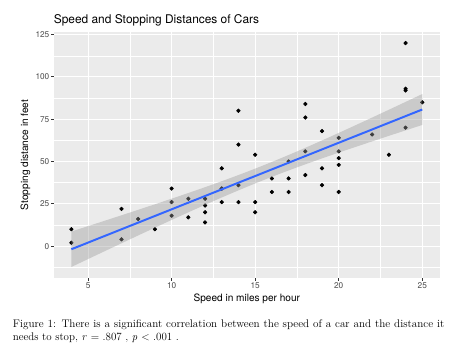 Speed and Stopping Distances of Cars
125
100
75
50
25
0
Stopping distance in feet
5
10
15
20
25
Speed in miles per hour
Figure 1: There is a significant correlation between the speed of a car and the distance it
needs to stop, r = .807 , p < .001 .